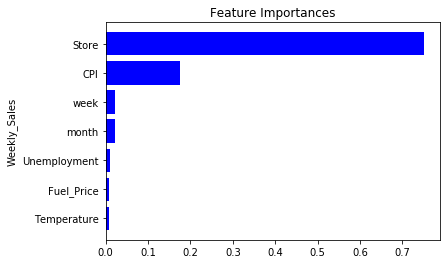 Feature Importances
Weekly_Sales
Store
CPI
week
month
Unemployment
Fuel_Price
Temperature
0.0 0.1 0.2 0.3 0.4 0.5 0.6 0.7